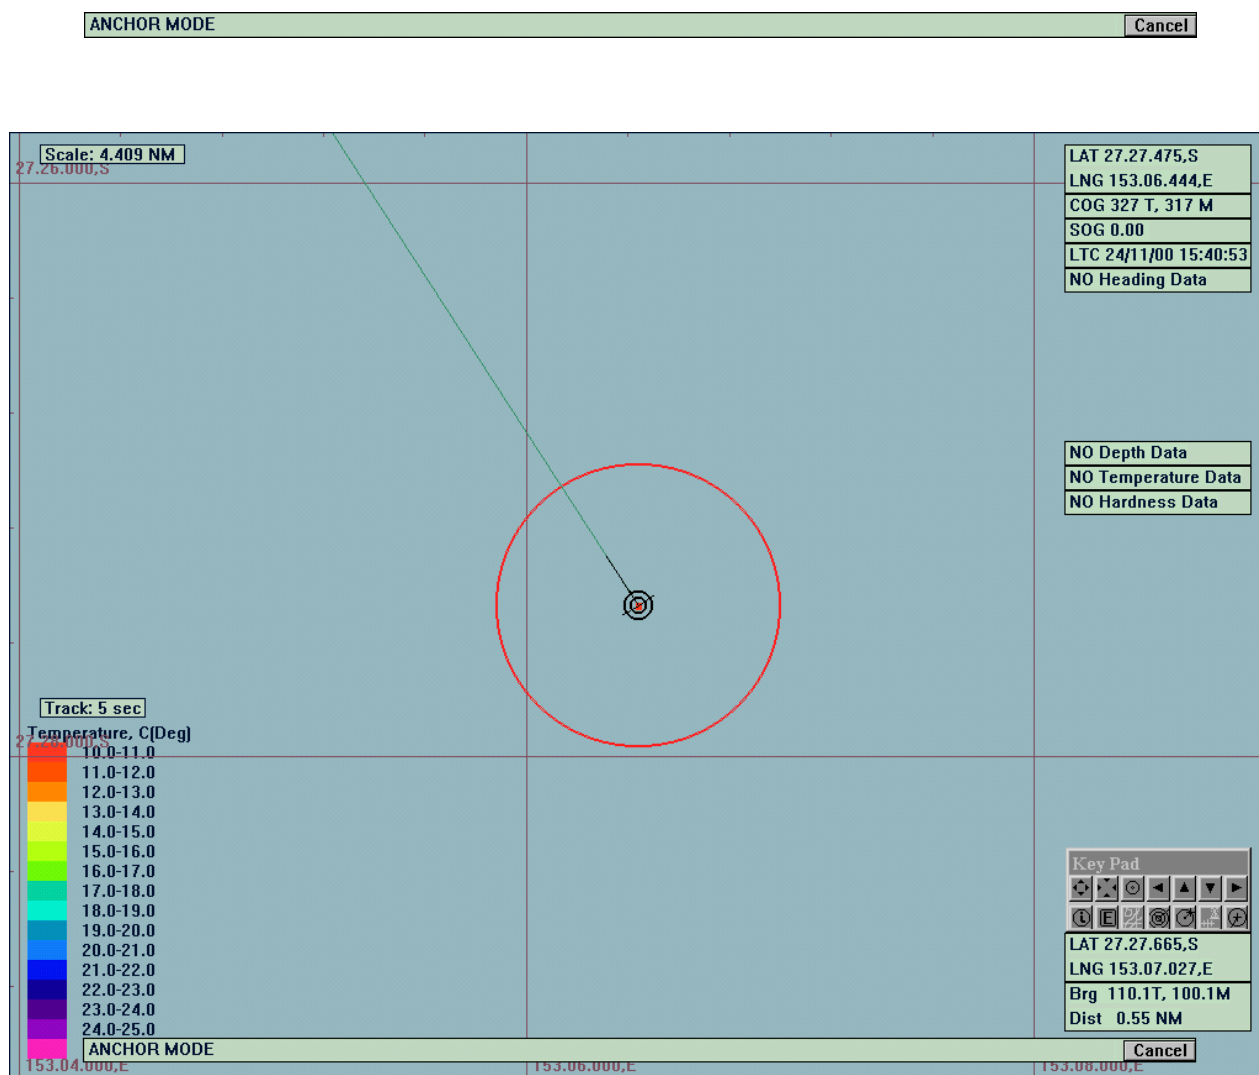 ANCHOR MODE Cancel
Scale: 4.409 NM
27.26.000,S
LAT 27.27.475,S
LNG 153.06.444,E
COG 327 T, 317 M
SOG 0.00
LTC 24/11/00 15:40:53
NO Heading Data
NO Depth Data
NO Temperature Data
NO Hardness Data
Track: 5 sec
Temperature, C(Deg)
27.28.000,S
10.0-11.0
11.0-12.0
12.0-13.0
13.0-14.0
14.0-15.0
15.0-16.0
16.0-17.0
17.0-18.0
18.0-19.0
19.0-20.0
20.0-21.0
21.0-22.0
22.0-23.0
23.0-24.0
24.0-25.0
Key Pad
i E
LAT 27.27.665,S
LNG 153.07.027,E
Brg 110.1T, 100.1M
Dist 0.55 NM
ANCHOR MODE Cancel
153.04.000,E 153.06.000,E 153.08.000,E